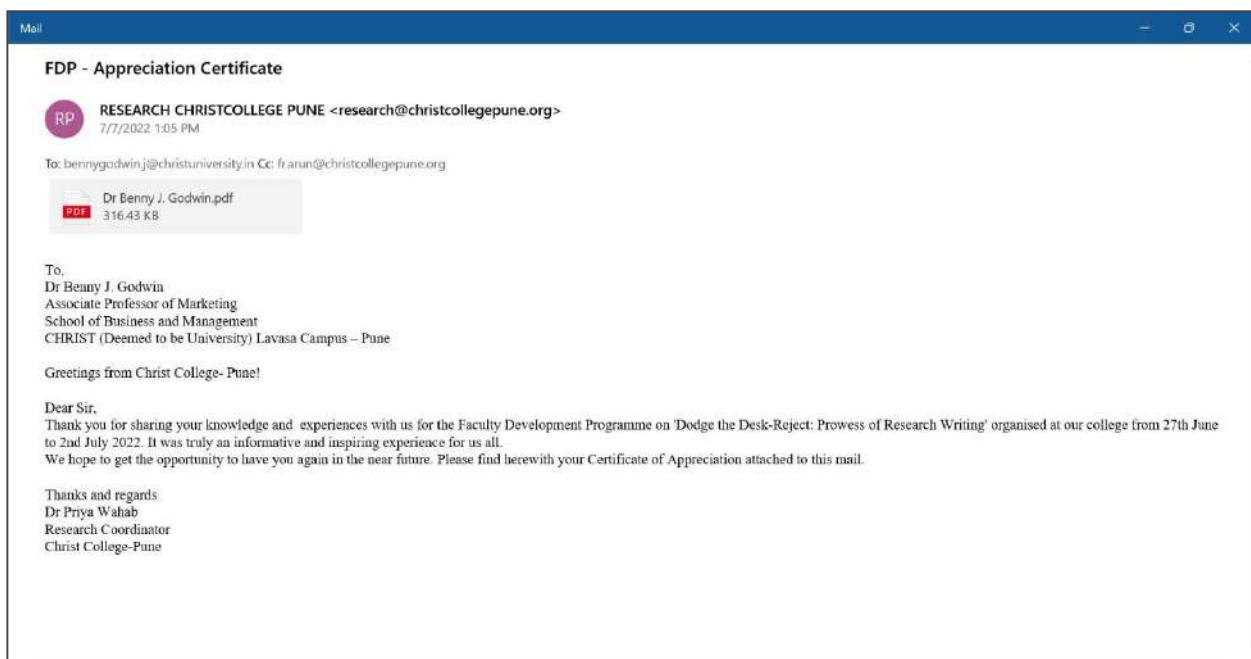 Mail
FDP - Appreciation Certificate
RP
RESEARCH CHRISTCOLLEGE PUNE <research@christcollegepune.org>
7/7/2022 1:05 PM
To: bennygodwin.j@christuniversity.in Cc: fr.arun@christcollegepune.org
PDF
Dr Benny J. Godwin.pdf
316.43 KB
To,
Dr Benny J. Godwin
Associate Professor of Marketing
School of Business and Management
CHRIST (Deemed to be University) Lavasa Campus – Pune
Greetings from Christ College- Pune!
Dear Sir,
Thank you for sharing your knowledge and experiences with us for the Faculty Development Programme on 'Dodge the Desk-Reject: Prowess of Research Writing' organised at our college from 27th June
to 2nd July 2022. It was truly an informative and inspiring experience for us all.
We hope to get the opportunity to have you again in the near future. Please find herewith your Certificate of Appreciation attached to this mail.
Thanks and regards
Dr Priya Wahab
Research Coordinator
Christ College-Pune